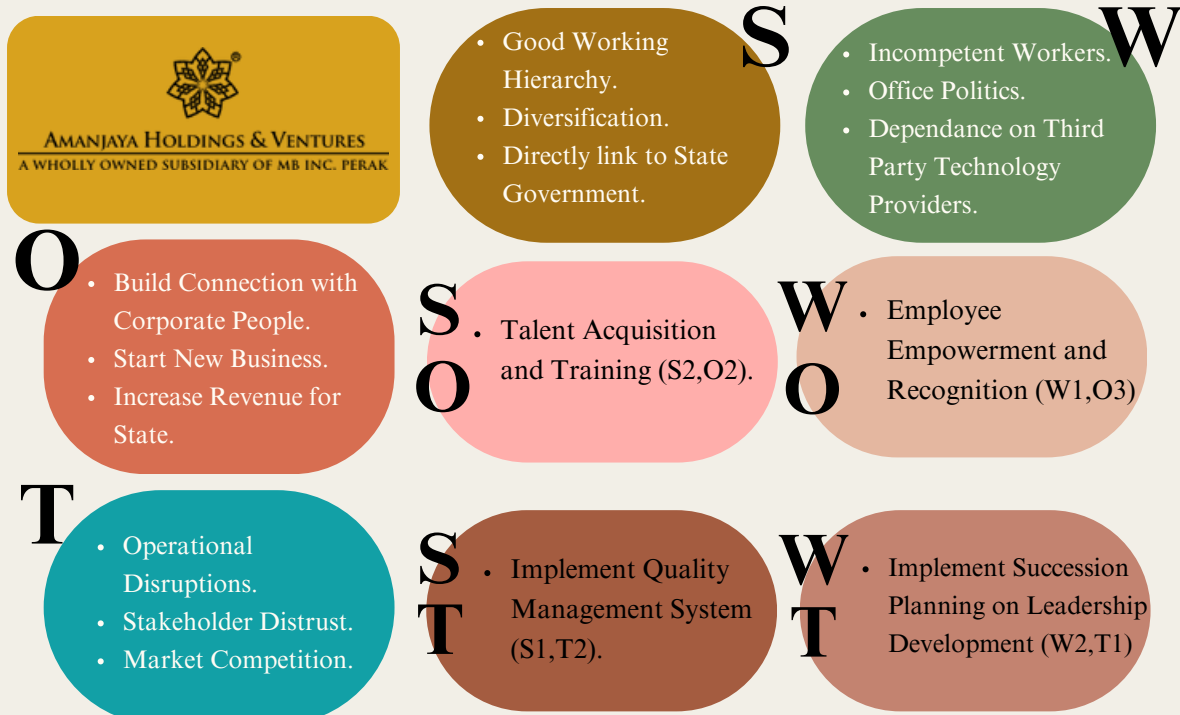 ®
AMANJAYA HOLDINGS & VENTURES
A WHOLLY OWNED SUBSIDIARY OF MB INC. PERAK
S
• Good Working
Hierarchy.
• Diversification.
• Directly link to State
Government.
W
• Incompetent Workers.
• Office Politics.
• Dependance on Third
Party Technology
Providers.
O
• Build Connection with
Corporate People.
• Start New Business.
• Increase Revenue for
State.
S
O
• Talent Acquisition
and Training (S2,O2).
W
O
• Employee
Empowerment and
Recognition (W1,O3)
T
• Operational
Disruptions.
• Stakeholder Distrust.
• Market Competition.
S
T
• Implement Quality
Management System
(S1,T2).
W
T
• Implement Succession
Planning on Leadership
Development (W2,T1)